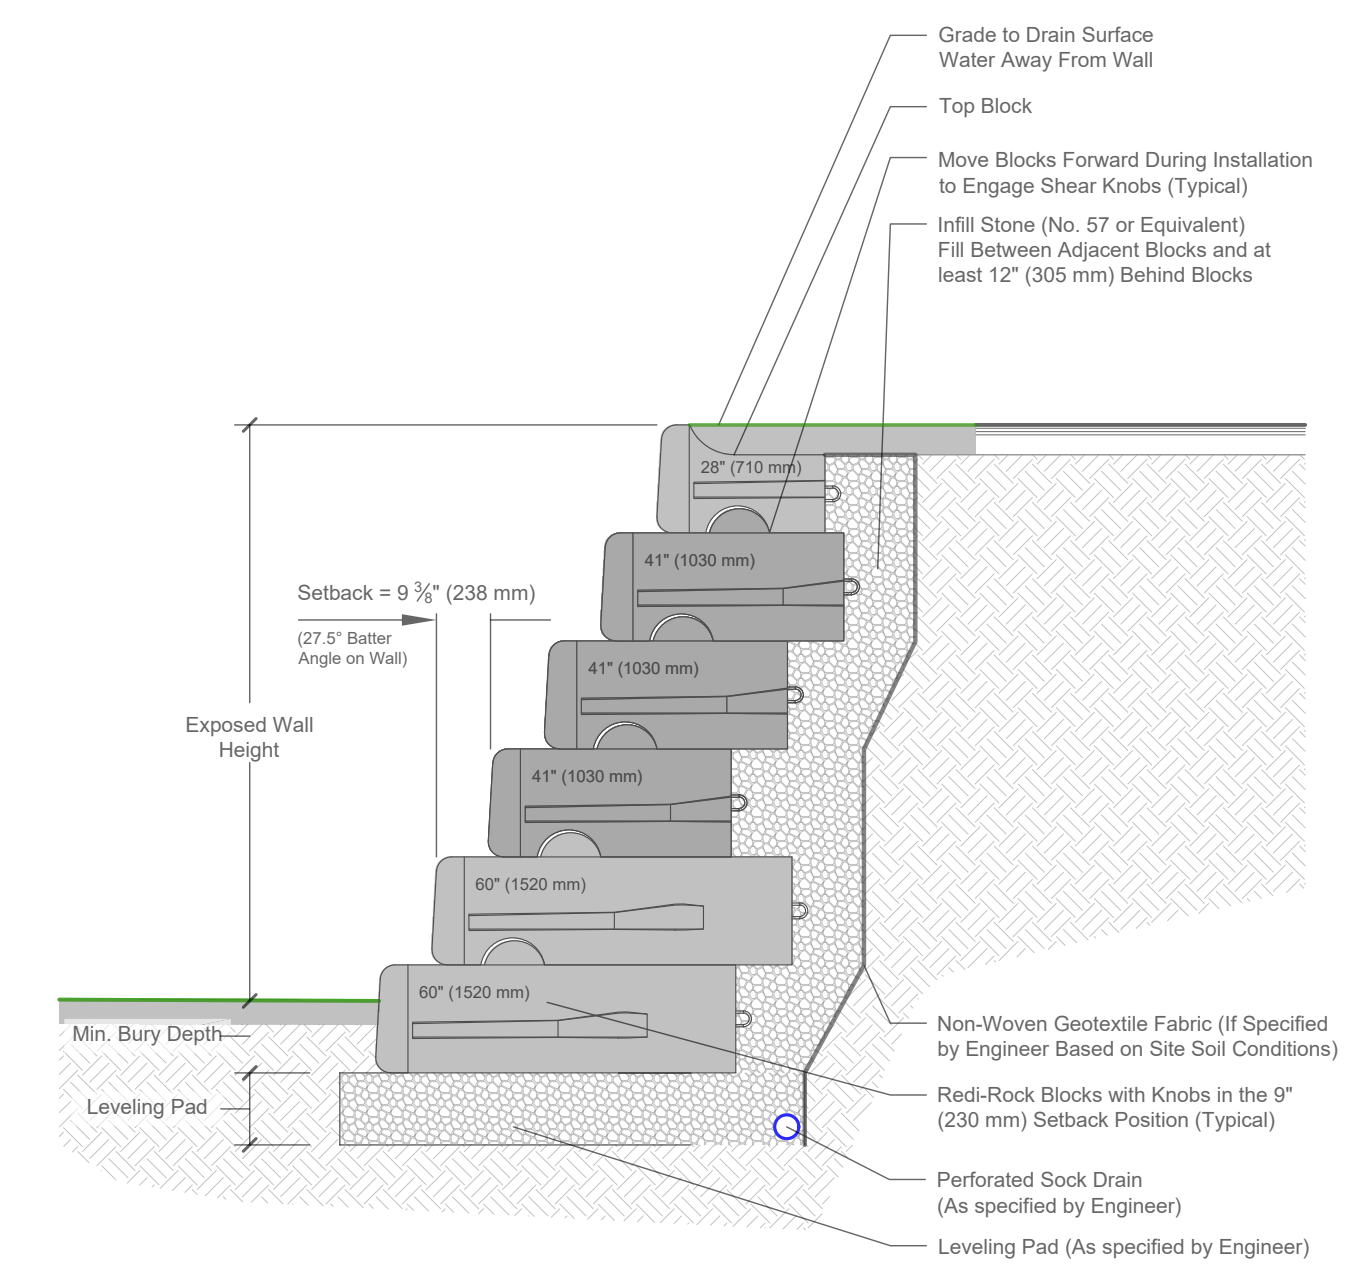 Grade to Drain Surface
Water Away From Wall
Top Block
Move Blocks Forward During Installation
to Engage Shear Knobs (Typical)
Infill Stone (No. 57 or Equivalent)
Fill Between Adjacent Blocks and at
least 12" (305 mm) Behind Blocks
28" (710 mm)
41" (1030 mm)
Setback = 9 3⁄8" (238 mm)
(27.5° Batter
Angle on Wall)
41" (1030 mm)
Exposed Wall
Height
41" (1030 mm)
60" (1520 mm)
60" (1520 mm)
Min. Bury Depth
Leveling Pad
Non-Woven Geotextile Fabric (If Specified
by Engineer Based on Site Soil Conditions)
Redi-Rock Blocks with Knobs in the 9"
(230 mm) Setback Position (Typical)
Perforated Sock Drain
(As specified by Engineer)
Leveling Pad (As specified by Engineer)